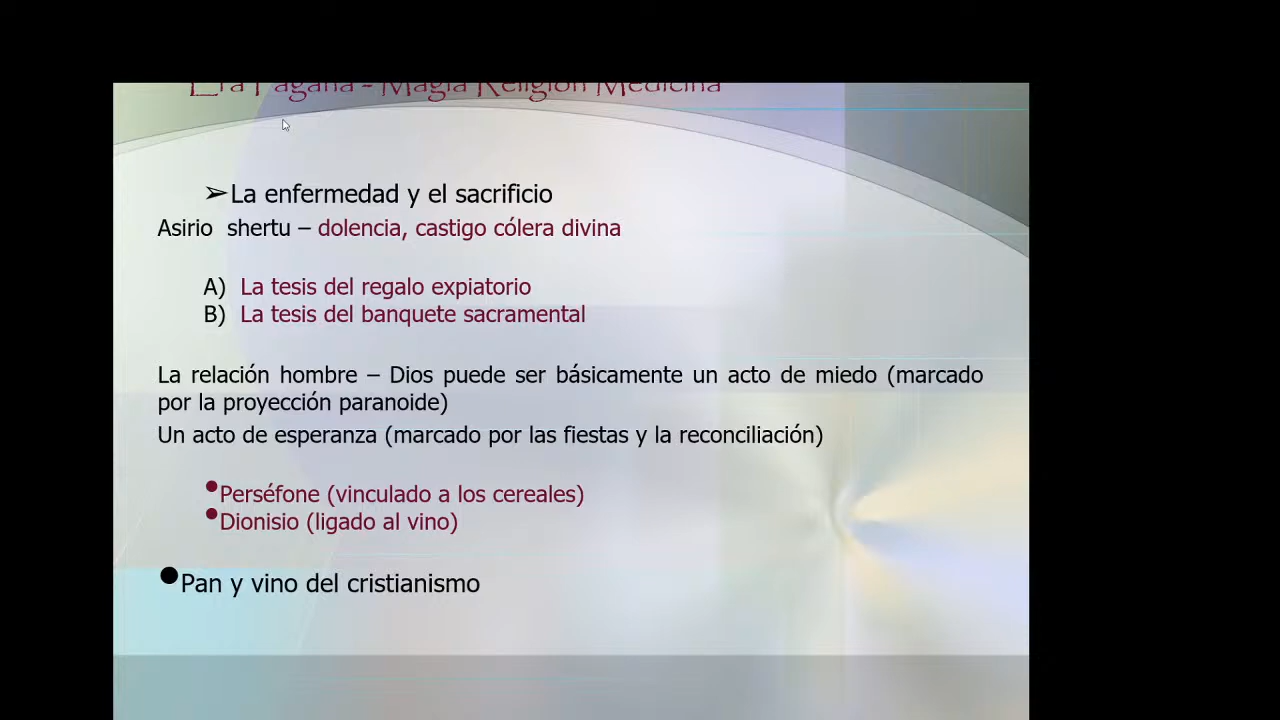 Era Pagana - Magia Religión Medicina
➢La enfermedad y el sacrificio
Asirio shertu – dolencia, castigo cólera divina
A) La tesis del regalo expiatorio
B) La tesis del banquete sacramental
La relación hombre – Dios puede ser básicamente un acto de miedo (marcado
por la proyección paranoide)
Un acto de esperanza (marcado por las fiestas y la reconciliación)
•Perséfone (vinculado a los cereales)
•Dionisio (ligado al vino)
•Pan y vino del cristianismo